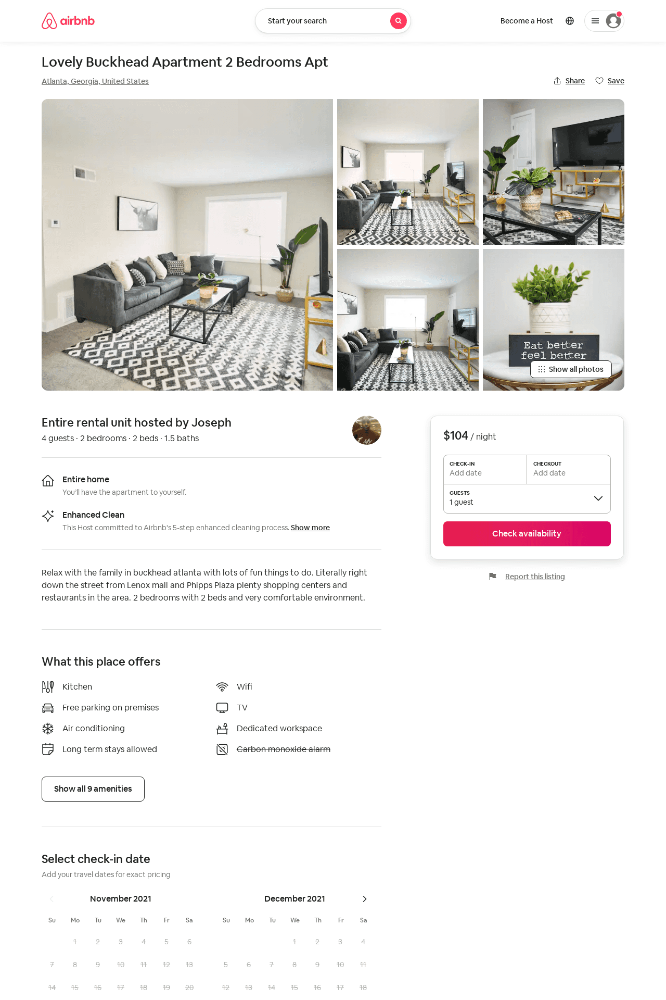 airbnb
Start your search
Become a Host
Lovely Buckhead Apartment 2 Bedrooms Apt
Atlanta, Georgia, United States
Share
Save
Eat better
feel better
Show all photos
Entire rental unit hosted by Joseph
4 guests · 2 bedrooms · 2 beds · 1.5 baths
I MY
Entire home
You'll have the apartment to yourself.
Enhanced Clean
This Host committed to Airbnb's 5-step enhanced cleaning process. Show more
$104 / night
CHECK-IN
Add date
CHECKOUT
Add date
GUESTS
1 guest
Check availability
Report this listing
Relax with the family in buckhead atlanta with lots of fun things to do. Literally right
down the street from Lenox mall and Phipps Plaza plenty shopping centers and
restaurants in the area. 2 bedrooms with 2 beds and very comfortable environment.
What this place offers
Kitchen
Wifi
Free parking on premises
TV
Air conditioning
Dedicated workspace
Long term stays allowed
Carbon monoxide alarm
Show all 9 amenities
Select check-in date
Add your travel dates for exact pricing
November 2021
Su Mo Tu We Th Fr Sa
1 2 3 4 5 6
7 8 9 10 11 12 13
14 15 16 17 18 19 20
December 2021
Su Mo Tu We Th Fr Sa
1 2 3 4
5 6 7 8 9 10 11
12 13 14 15 16 17 18